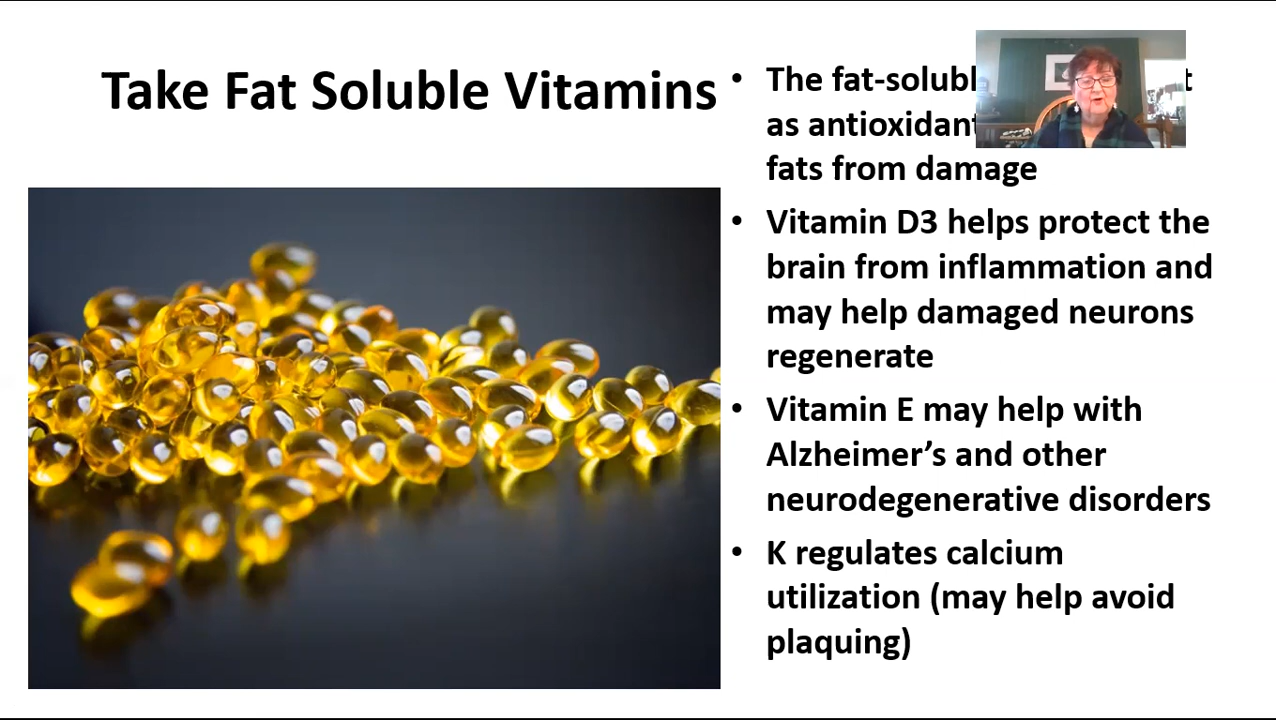 Take Fat Soluble Vitamins
• The fat-solubl t
as antioxidant
fats from damage
• Vitamin D3 helps protect the
brain from inflammation and
may help damaged neurons
regenerate
• Vitamin E may help with
Alzheimer’s and other
neurodegenerative disorders
• K regulates calcium
utilization (may help avoid
plaquing)